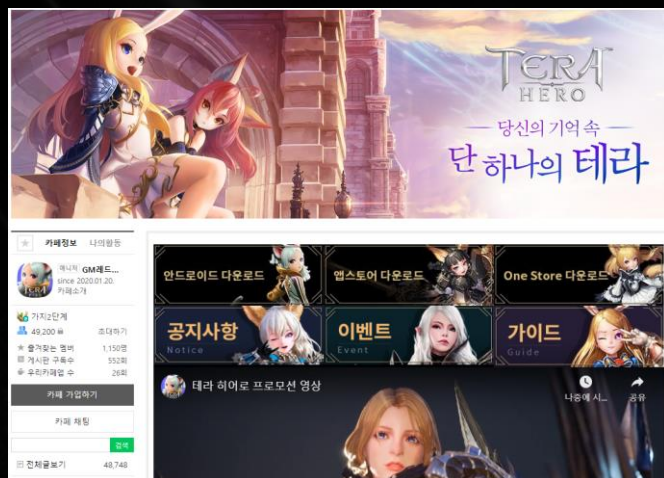 TERA
HERO
당신의 기억 속
단 하나의 테라
카페정보 나의활동
매니저 GM레드...
since 2020.01.20.
카페소개
가지2단계
49,200 초대하기
즐겨찾는 멤버 1,150명
게시판 구독수 552회
우리카페앱 수 26회
카페 가입하기
카페 채팅
검색
전체글보기 48,748
안드로이드 다운로드
앱스토어 다운로드
One Store 다운로드
공지사항
Notice
이벤트
Event
가이드
Guide
테라 히어로 프로모션 영상
나중에 시...
공유